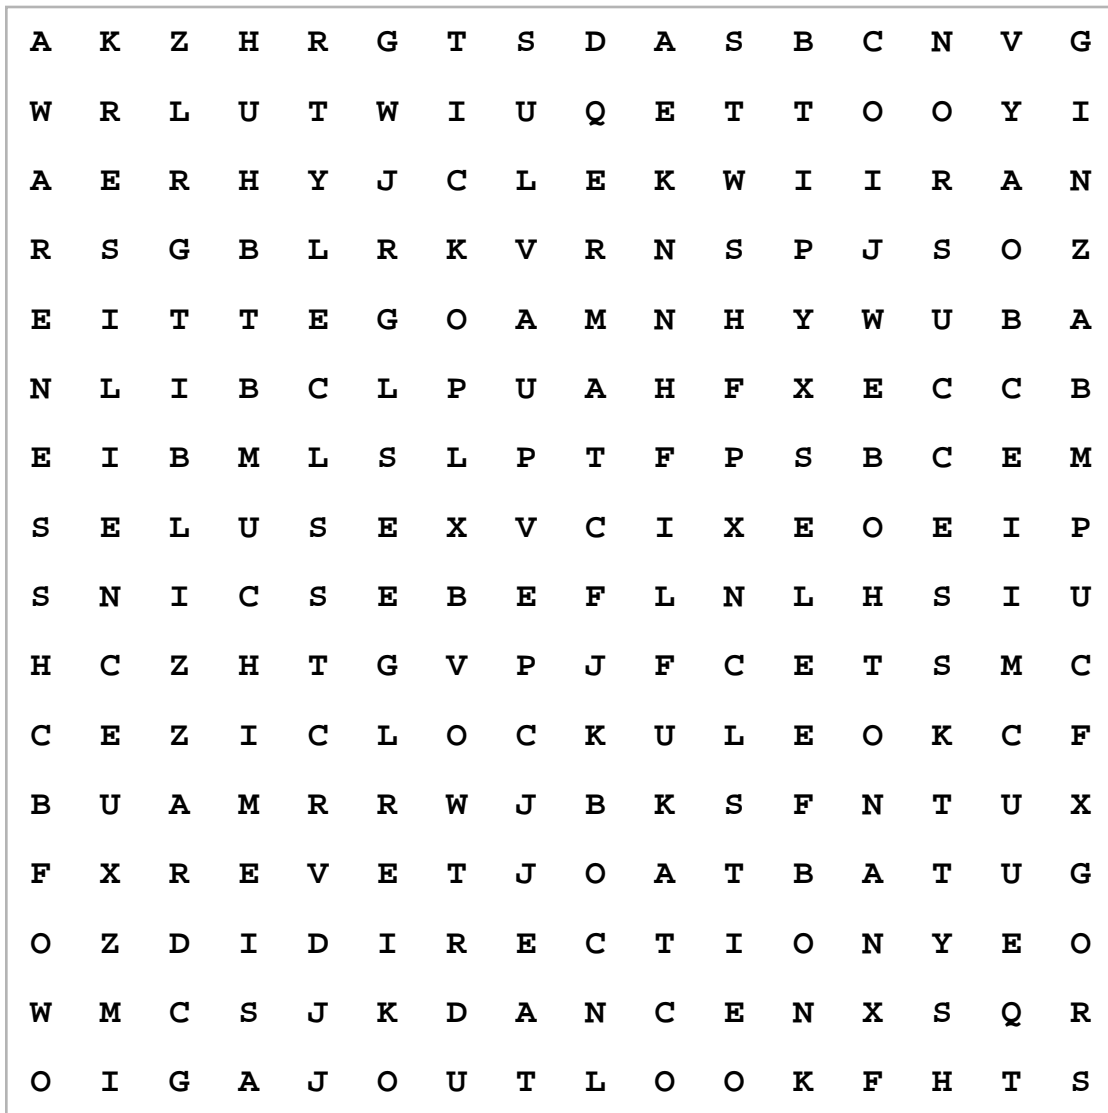 A K Z H R G T S D A S B C N V G
W R L U T W I U Q E T T O O Y I
A E R H Y J C L E K W I I R A N
R S G B L R K V R N S P J S O Z
E I T T E G O A M N H Y W U B A
N L I B C L P U A H F X E C C B
E I B M L S L P T F P S B C E M
S E L U S E X V C I X E O E I P
S N I C S E B E F L N L H S I U
H C Z H T G V P J F C E T S M C
C E Z I C L O C K U L E O K C F
B U A M R R W J B K S F N T U X
F X R E V E T J O A T B A T U G
O Z D I D I R E C T I O N Y E O
W M C S J K D A N C E N X S Q R
O I G A J O U T L O O K F H T S